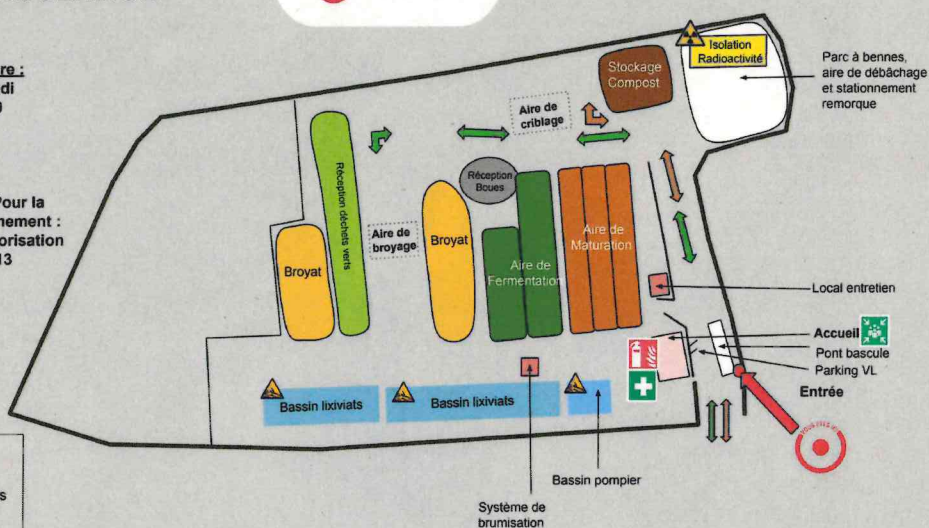 re :
di
Pour la
nement :
orisation
13
s
Isolation
Radioactivité
Parc à bennes,
aire de débâchage
et stationnement
remorque
Stockage
Compost
Aire de
criblage
Réception déchets verts
Réception
Boues
Broyat
Aire de
broyage
Broyat
Aire de
Fermentation
Aire de
Maturation
Local entretien
Accueil
Pont bascule
Parking VL
Entrée
Bassin lixiviats
Bassin lixiviats
Bassin pompier
Système de
brumisation